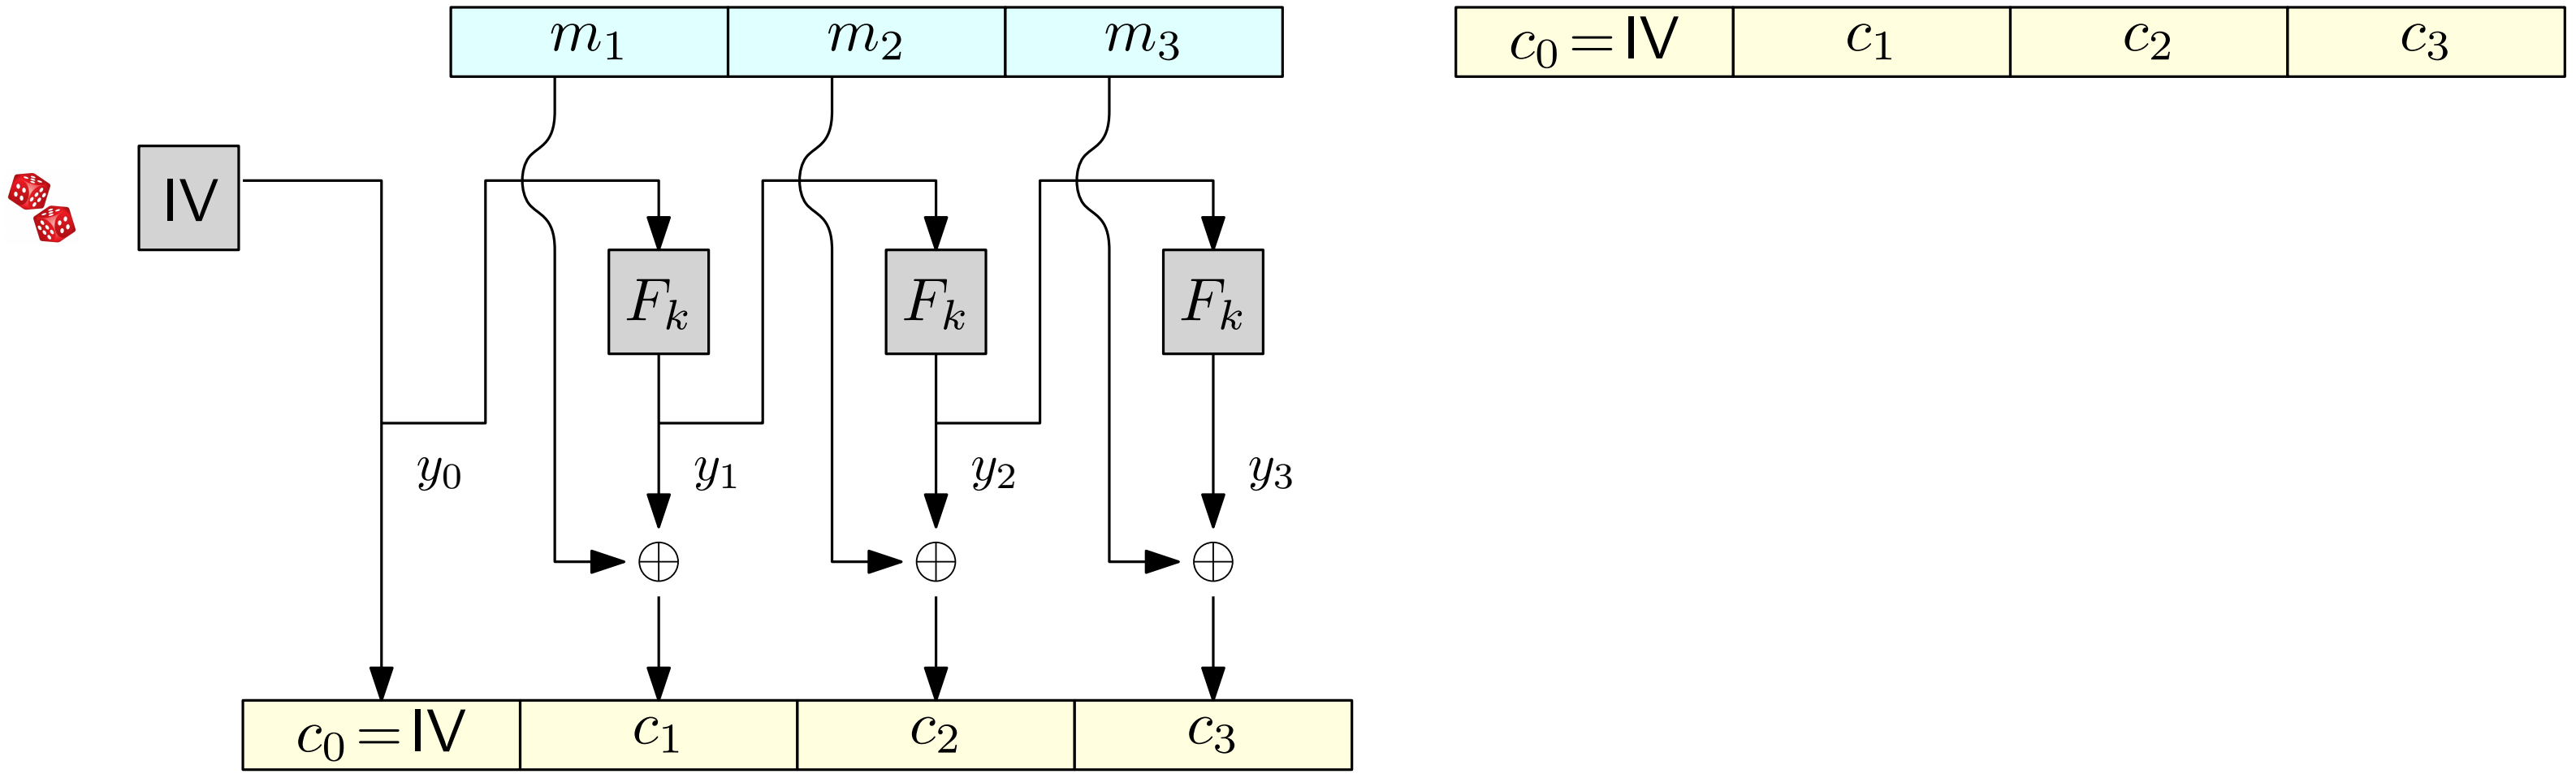 m₁ m₂ m₃ c₀ = IV c₁ c₂ c₃
IV
Fₖ Fₖ Fₖ
y₀ y₁ y₂ y₃
c₀ = IV c₁ c₂ c₃